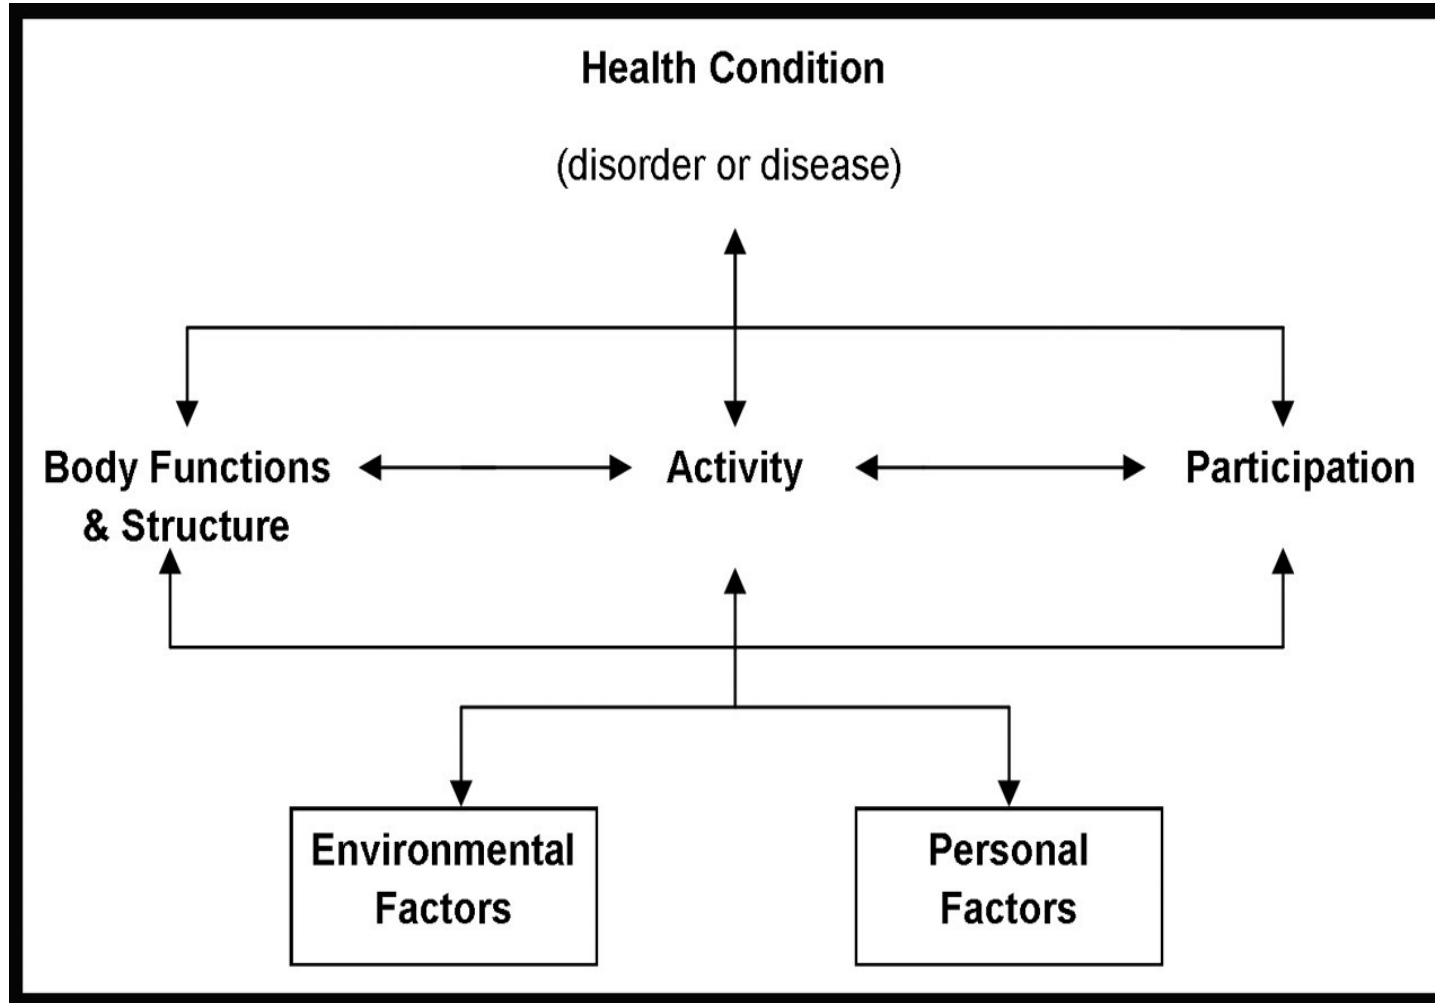 Health Condition
(disorder or disease)
Body Functions
& Structure
Activity
Participation
Environmental
Factors
Personal
Factors